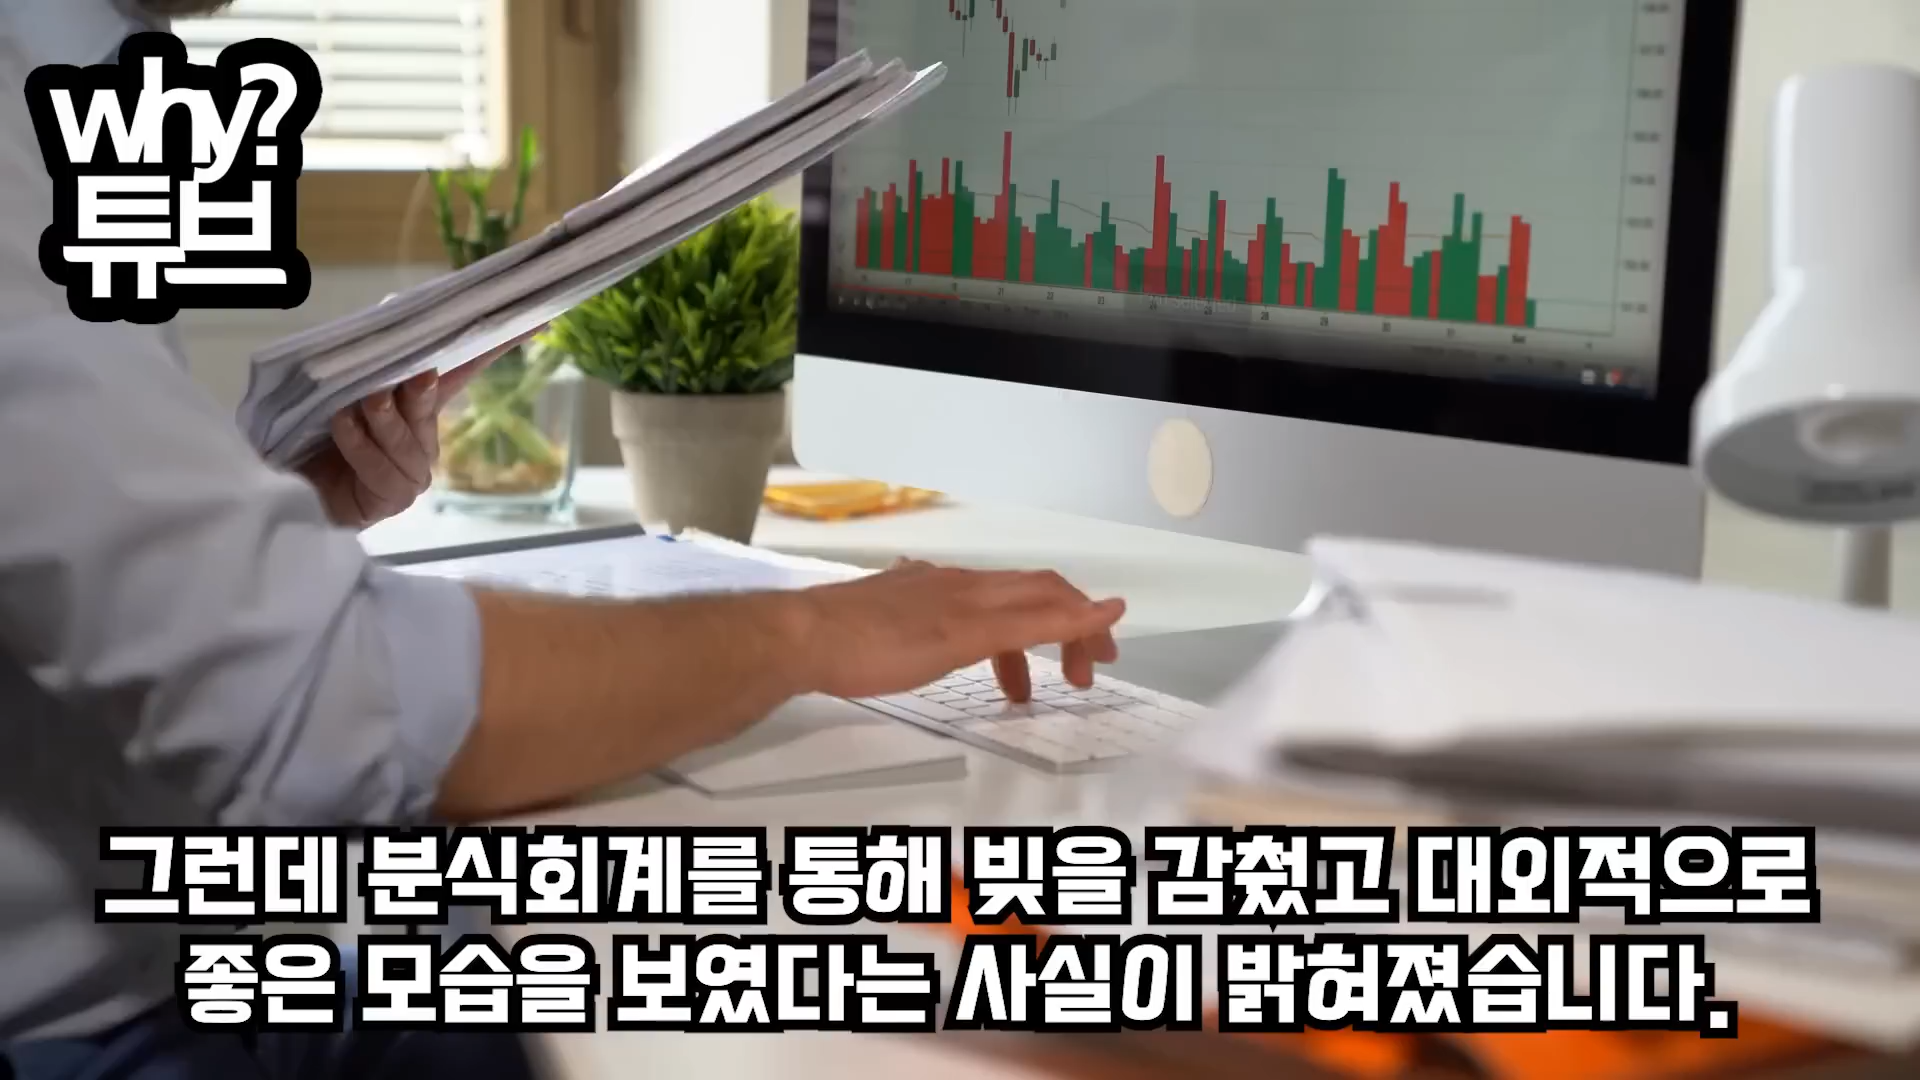 why?
튜브
그런데 분식회계를 통해 빚을 감췄고 대외적으로
좋은 모습을 보였다는 사실이 밝혀졌습니다.